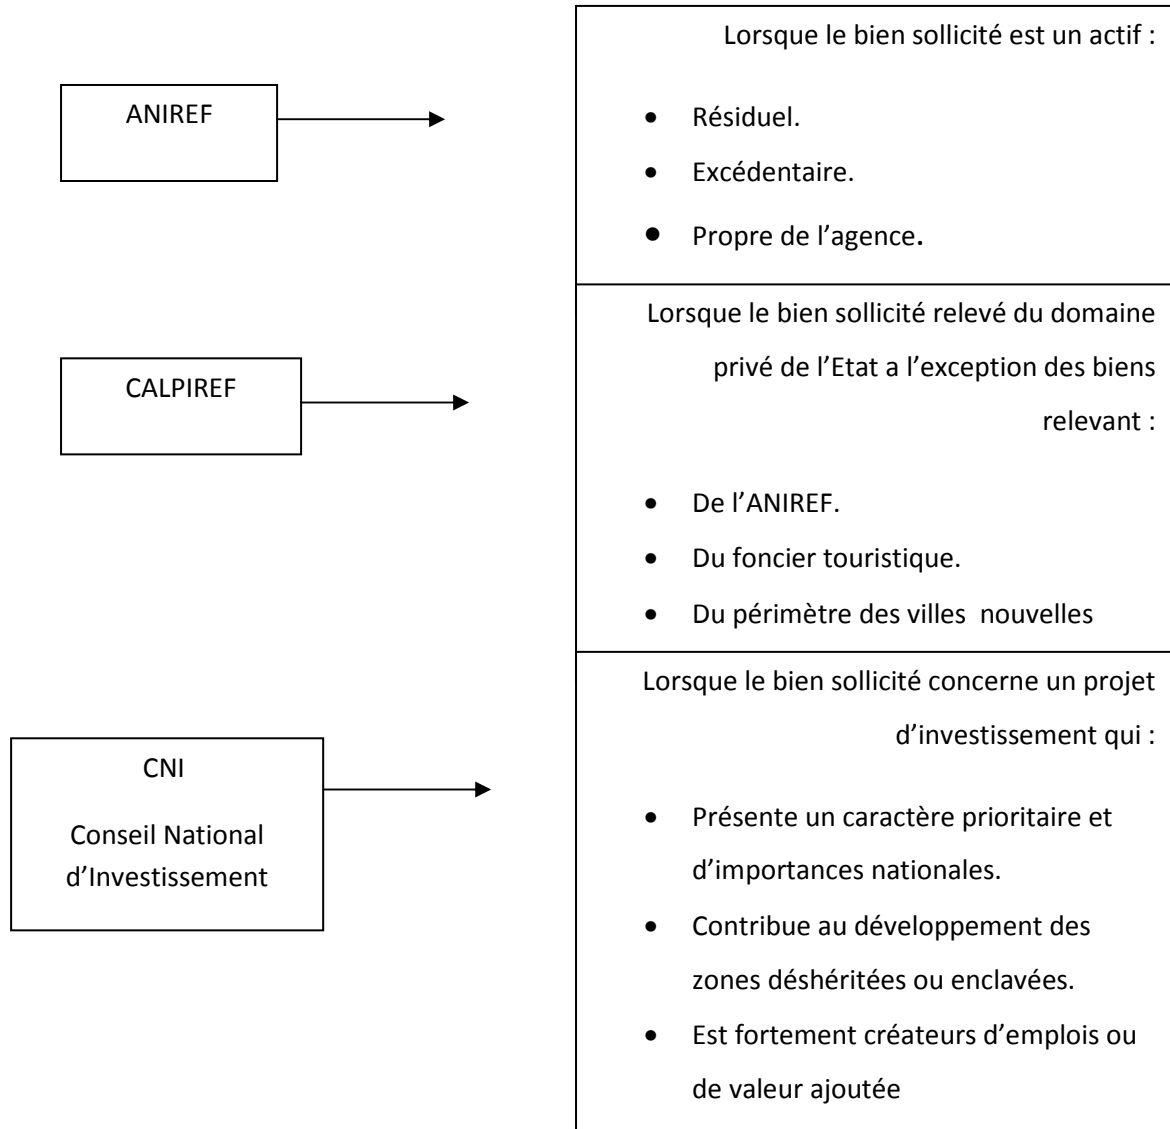 ANIREF
Lorsque le bien sollicité est un actif :
• Résiduel.
• Excédentaire.
• Propre de l’agence.
CALPIREF
Lorsque le bien sollicité relevé du domaine
privé de l’Etat a l’exception des biens
relevant :
• De l’ANIREF.
• Du foncier touristique.
• Du périmètre des villes nouvelles
CNI
Conseil National
d’Investissement
Lorsque le bien sollicité concerne un projet
d’investissement qui :
• Présente un caractère prioritaire et
d’importances nationales.
• Contribue au développement des
zones déshéritées ou enclavées.
• Est fortement créateurs d’emplois ou
de valeur ajoutée